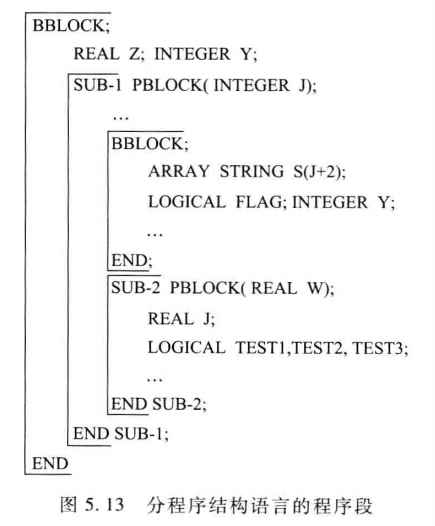 BBLOCK;
REAL Z; INTEGER Y;
SUB-1 PBLOCK( INTEGER J);
…
BBLOCK;
ARRAY STRING S(J+2);
LOGICAL FLAG; INTEGER Y;
…
END;
SUB-2 PBLOCK( REAL W);
REAL J;
LOGICAL TEST1,TEST2, TEST3;
…
END SUB-2;
END SUB-1;
END
图 5.13 分程序结构语言的程序段